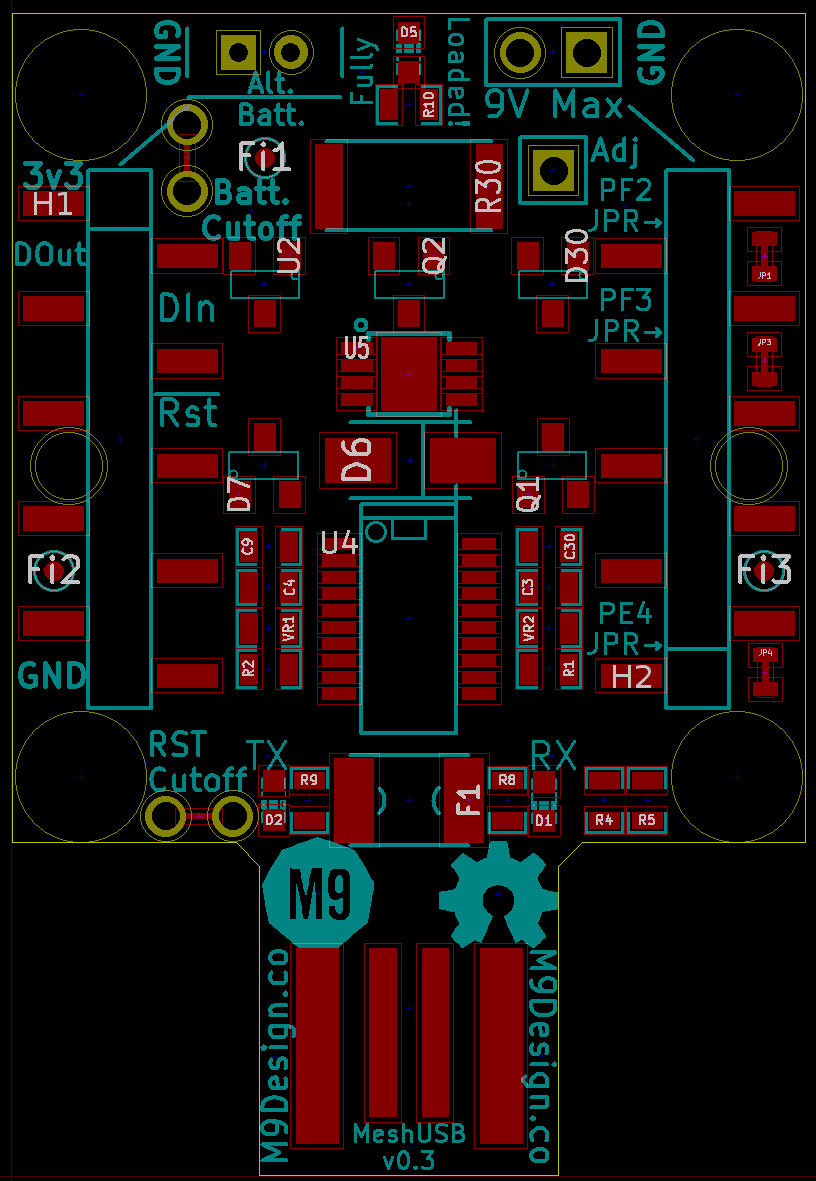 GND
Alt.
Batt.
Fully
Loaded!
D5
R10
GND
9V Max
Fi1
Batt.
Cutoff
R30
Adj
3v3
H1
DOut
DIn
Rst
U2
Q2
D30
PF2
JPR→
JP1
PF3
JPR→
JP3
U5
D6
D7
Q1
U4
Fi2
Fi3
C9
C4
VR1
R2
C3
C30
VR2
R1
PE4
JPR→
JP4
GND
H2
RST
Cutoff
TX
RX
R9
D2
F1
R8
D1
R4
R5
M9
M9Design.co
M9Design.co
MeshUSB
v0.3